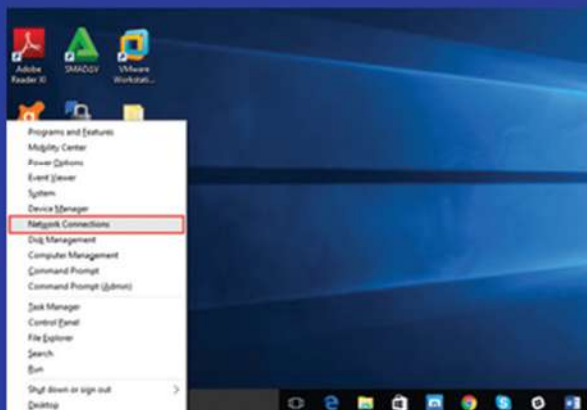 Adobe
Reader XI
SMADAV
VMware
Workstati...
Programs and Features
Mobility Center
Power Options
Event Viewer
System
Device Manager
Network Connections
Disk Management
Computer Management
Command Prompt
Command Prompt (Admin)
Task Manager
Control Panel
File Explorer
Search
Run
Shut down or sign out
Desktop